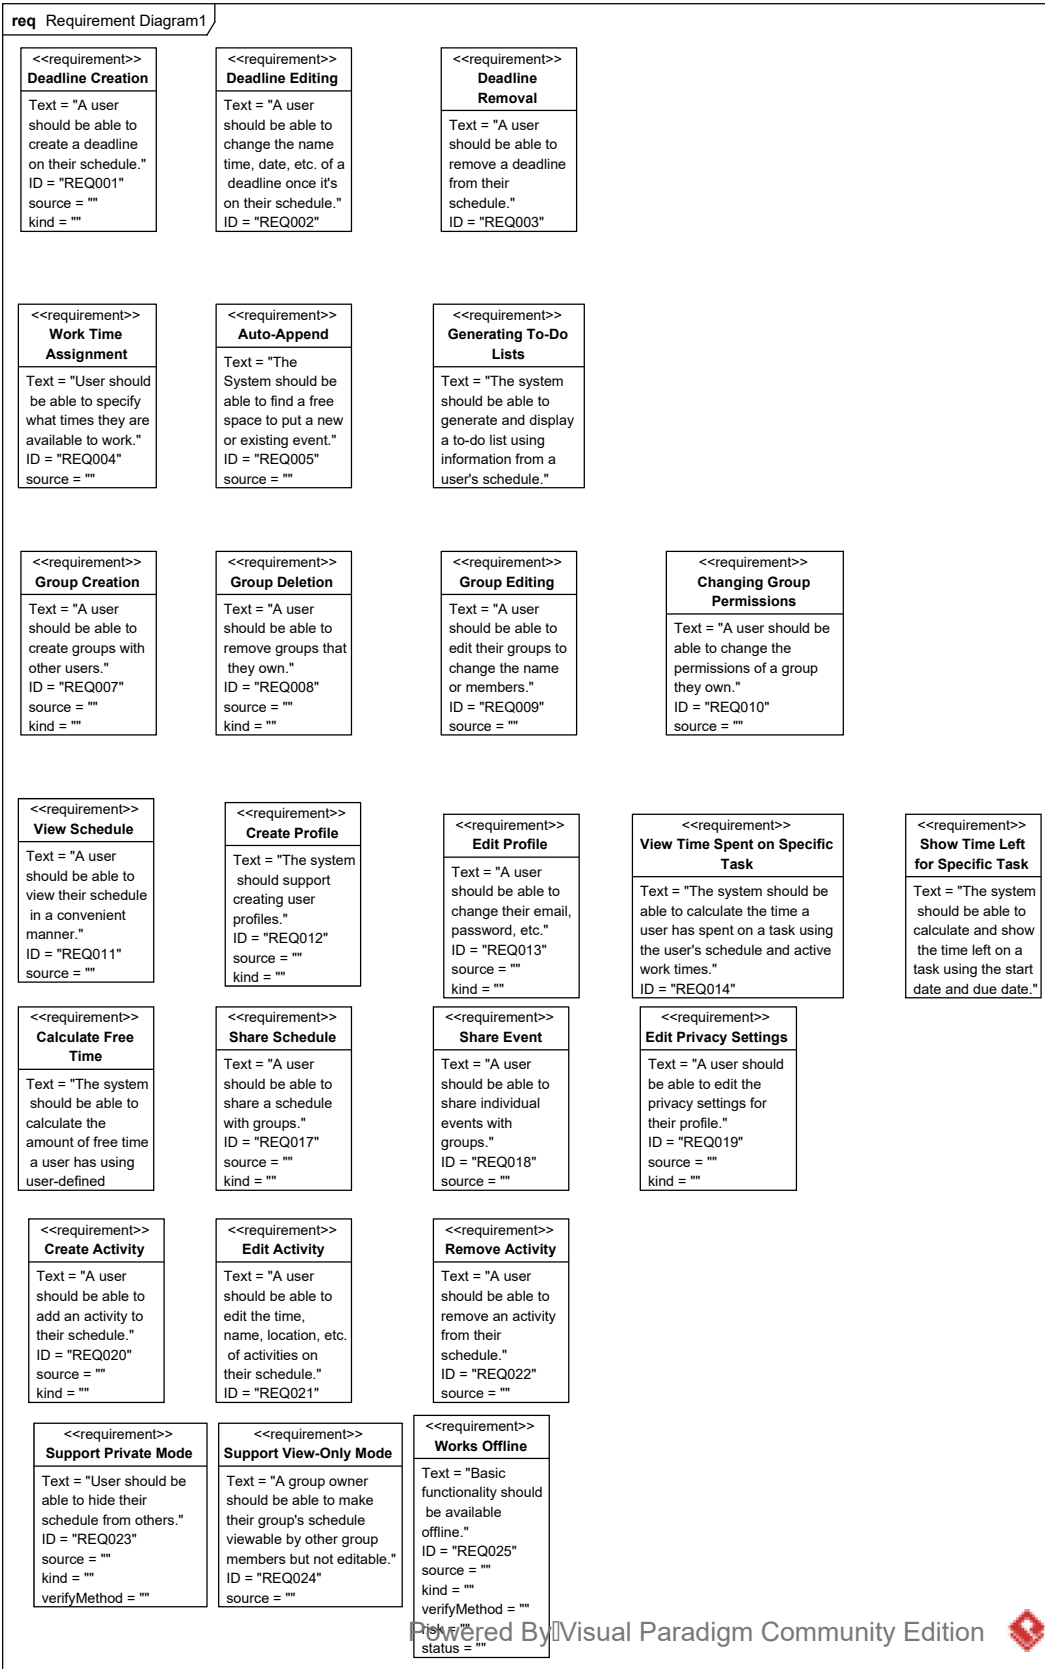 req Requirement Diagram1
<<requirement>>
Deadline Creation
Text = "A user
should be able to
create a deadline
on their schedule."
ID = "REQ001"
source = ""
kind = ""
<<requirement>>
Deadline Editing
Text = "A user
should be able to
change the name
time, date, etc. of a
deadline once it's
on their schedule."
ID = "REQ002"
<<requirement>>
Deadline
Removal
Text = "A user
should be able to
remove a deadline
from their
schedule."
ID = "REQ003"
<<requirement>>
Work Time
Assignment
Text = "User should
be able to specify
what times they are
available to work."
ID = "REQ004"
source = ""
<<requirement>>
Auto-Append
Text = "The
System should be
able to find a free
space to put a new
or existing event."
ID = "REQ005"
source = ""
<<requirement>>
Generating To-Do
Lists
Text = "The system
should be able to
generate and display
a to-do list using
information from a
user's schedule."
<<requirement>>
Group Creation
Text = "A user
should be able to
create groups with
other users."
ID = "REQ007"
source = ""
kind = ""
<<requirement>>
Group Deletion
Text = "A user
should be able to
remove groups that
they own."
ID = "REQ008"
source = ""
kind = ""
<<requirement>>
Group Editing
Text = "A user
should be able to
edit their groups to
change the name
or members."
ID = "REQ009"
source = ""
<<requirement>>
Changing Group
Permissions
Text = "A user should be
able to change the
permissions of a group
they own."
ID = "REQ010"
source = ""
<<requirement>>
View Schedule
Text = "A user
should be able to
view their schedule
in a convenient
manner."
ID = "REQ011"
source = ""
<<requirement>>
Create Profile
Text = "The system
should support
creating user
profiles."
ID = "REQ012"
source = ""
kind = ""
<<requirement>>
Edit Profile
Text = "A user
should be able to
change their email,
password, etc."
ID = "REQ013"
source = ""
kind = ""
<<requirement>>
View Time Spent on Specific
Task
Text = "The system should be
able to calculate the time a
user has spent on a task using
the user's schedule and active
work times."
ID = "REQ014"
<<requirement>>
Show Time Left
for Specific Task
Text = "The system
should be able to
calculate and show
the time left on a
task using the start
date and due date."
<<requirement>>
Calculate Free
Time
Text = "The system
should be able to
calculate the
amount of free time
a user has using
user-defined
<<requirement>>
Share Schedule
Text = "A user
should be able to
share a schedule
with groups."
ID = "REQ017"
source = ""
kind = ""
<<requirement>>
Share Event
Text = "A user
should be able to
share individual
events with
groups."
ID = "REQ018"
source = ""
<<requirement>>
Edit Privacy Settings
Text = "A user should
be able to edit the
privacy settings for
their profile."
ID = "REQ019"
source = ""
kind = ""
<<requirement>>
Create Activity
Text = "A user
should be able to
add an activity to
their schedule."
ID = "REQ020"
source = ""
kind = ""
<<requirement>>
Edit Activity
Text = "A user
should be able to
edit the time,
name, location, etc.
of activities on
their schedule."
ID = "REQ021"
<<requirement>>
Remove Activity
Text = "A user
should be able to
remove an activity
from their
schedule."
ID = "REQ022"
source = ""
<<requirement>>
Support Private Mode
Text = "User should be
able to hide their
schedule from others."
ID = "REQ023"
source = ""
kind = ""
verifyMethod = ""
<<requirement>>
Support View-Only Mode
Text = "A group owner
should be able to make
their group's schedule
viewable by other group
members but not editable."
ID = "REQ024"
source = ""
<<requirement>>
Works Offline
Text = "Basic
functionality should
be available
offline."
ID = "REQ025"
source = ""
kind = ""
verifyMethod = ""
risk = ""
status = ""
Powered By Visual Paradigm Community Edition